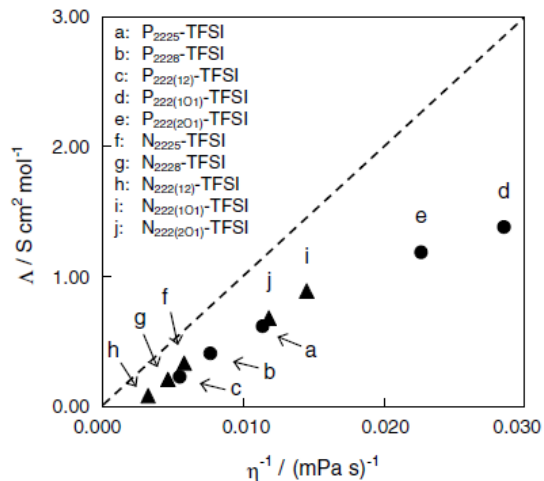 3.00
2.00
1.00
0.00
Λ / S cm² mol⁻¹
a: P₂₂₂₅-TFSI
b: P₂₂₂₈-TFSI
c: P₂₂₂₍₁₂₎-TFSI
d: P₂₂₂₍₁O₁₎-TFSI
e: P₂₂₂₍₂O₁₎-TFSI
f: N₂₂₂₅-TFSI
g: N₂₂₂₈-TFSI
h: N₂₂₂₍₁₂₎-TFSI
i: N₂₂₂₍₁O₁₎-TFSI
j: N₂₂₂₍₂O₁₎-TFSI
d
e
i
j
f
g
h
a
b
c
0.000
0.010
0.020
0.030
η⁻¹ / (mPa s)⁻¹